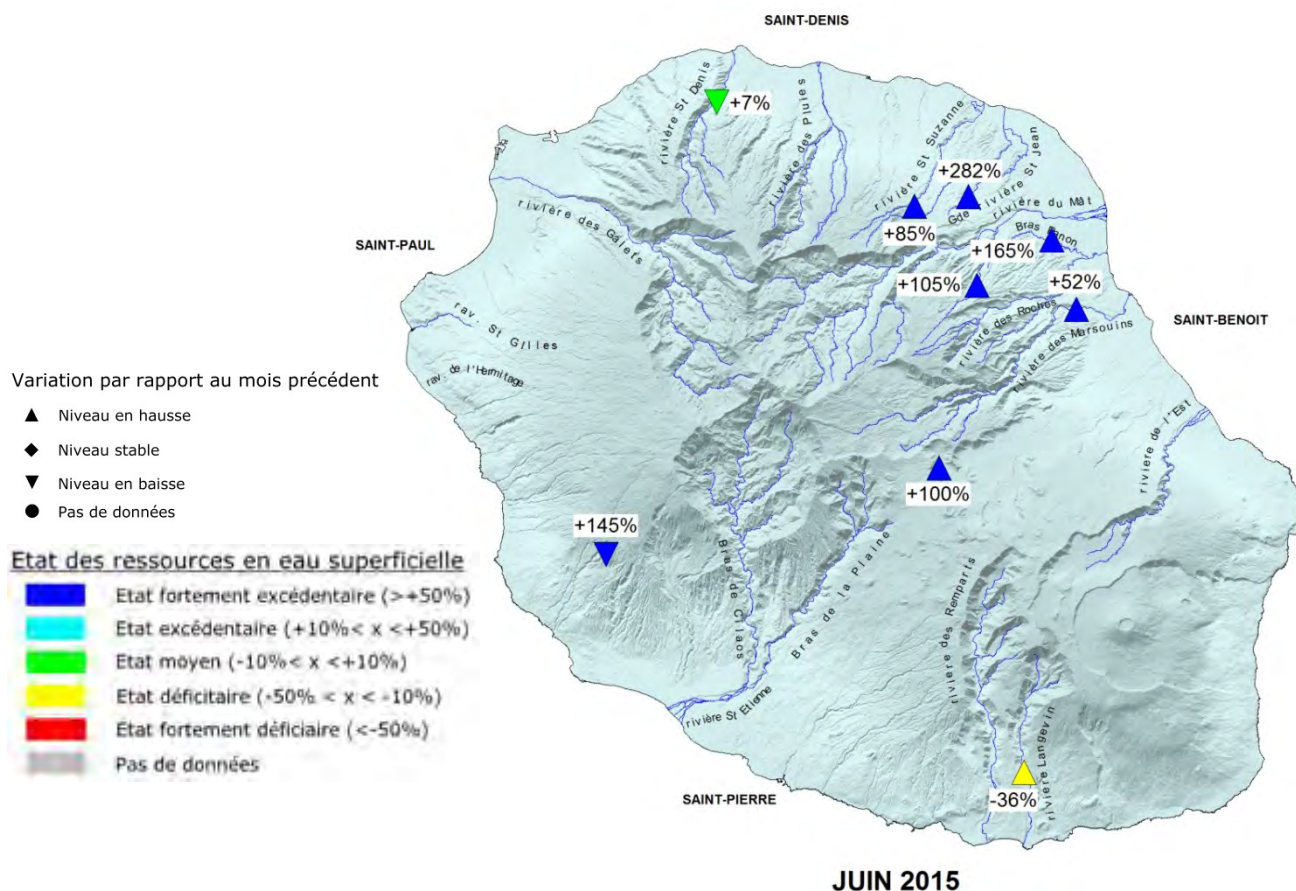 SAINT-DENIS
rivière St Denis
+7%
rivière des Pluies
rivière St Suzanne
+282%
Gde rivière St Jean
rivière du Mât
+85%
rivière des Galets
SAINT-PAUL
Bras Panon
+165%
+105%
+52%
rivière des Roches
rivière des Marsouins
SAINT-BENOIT
rav. St Gilles
rav. de l'Hermitage
rivière de l'Est
Variation par rapport au mois précédent
Niveau en hausse
Niveau stable
Niveau en baisse
Pas de données
+100%
+145%
Etat des ressources en eau superficielle
Etat fortement excédentaire (>+50%)
Etat excédentaire (+10%< x <+50%)
Etat moyen (-10%< x <+10%)
Etat déficitaire (-50% < x < -10%)
Etat fortement déficiaire (<-50%)
Pas de données
Bras de Cilaos
Bras de la Plaine
rivière des Remparts
rivière St Etienne
rivière Langevin
SAINT-PIERRE
-36%
JUIN 2015